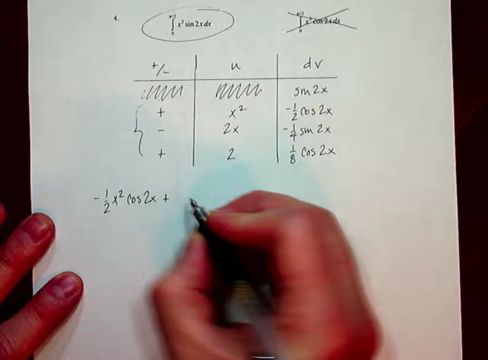 4. ∫₀^(π/2) x² sin 2x dx ∫₀^(π/2) x² cos 2x dx
+/- u dv
sin 2x
+ x² -1/2 cos 2x
- 2x -1/4 sin 2x
+ 2 1/8 cos 2x
-1/2 x² cos 2x +